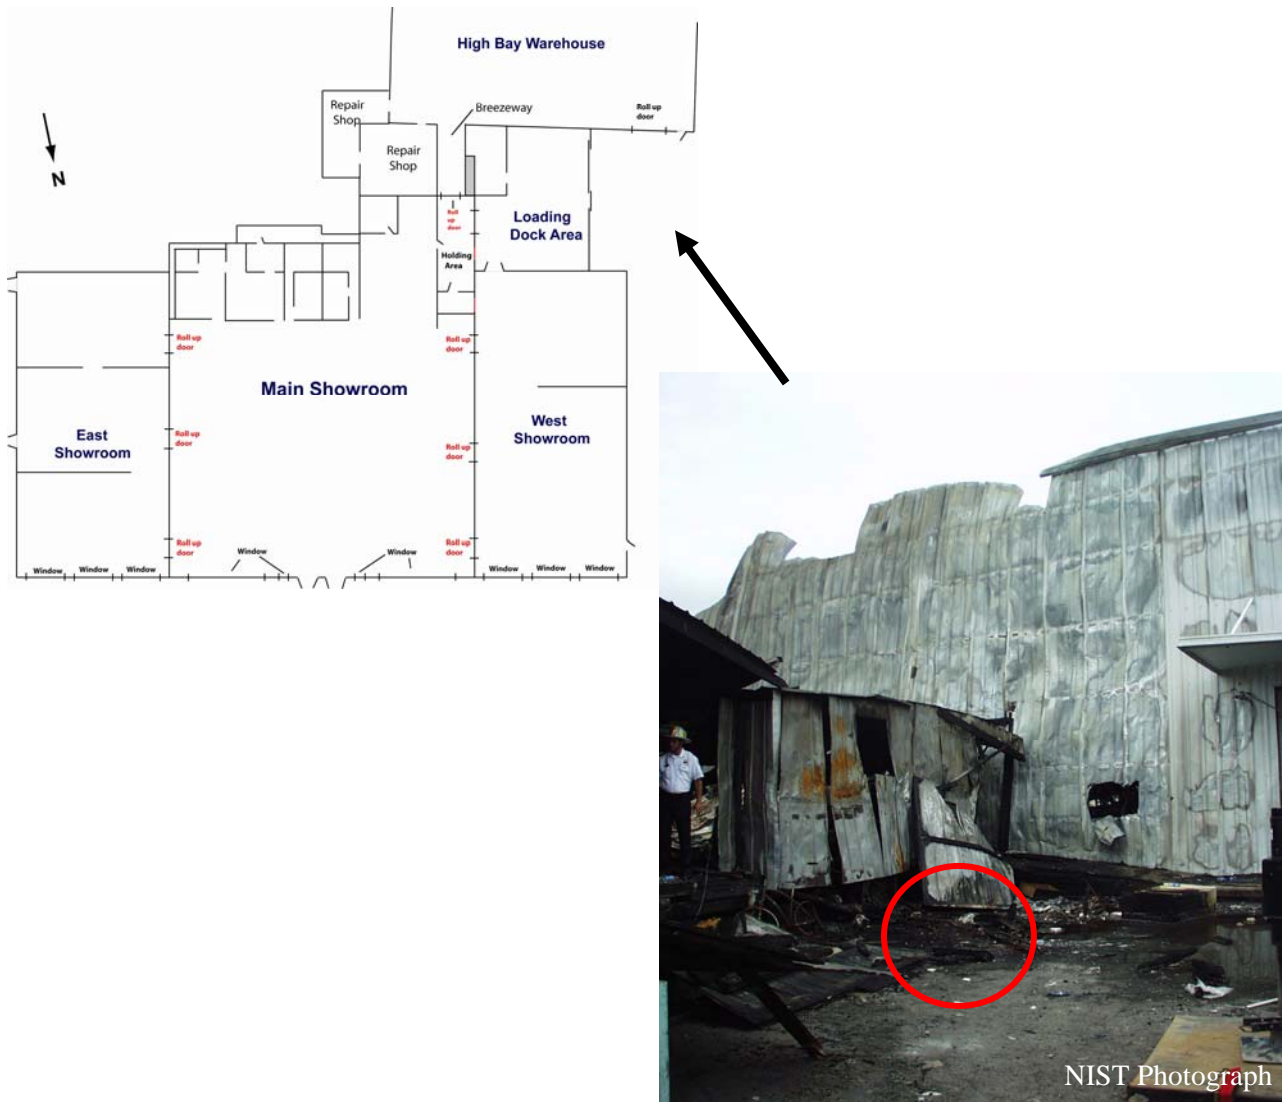 High Bay Warehouse
Repair
Shop
Breezeway
Roll up
door
Repair
Shop
N
Roll
up
door
Loading
Dock Area
Holding
Area
Roll up
door
Roll up
door
Main Showroom
East
Showroom
Roll up
door
Roll up
door
West
Showroom
Roll up
door
Window
Window
Roll up
door
Window
Window
Window
Window
Window
Window
NIST Photograph